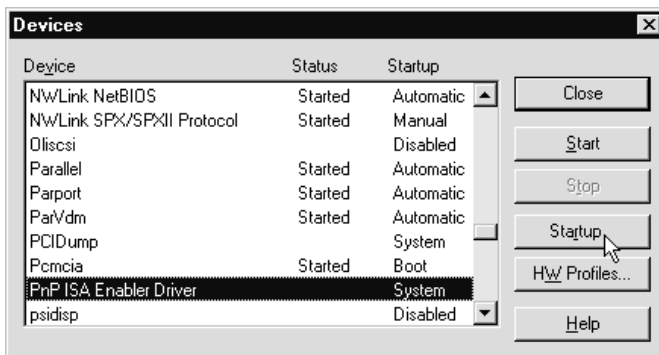 Devices
Device Status Startup
NWLink NetBIOS Started Automatic
NWLink SPX/SPXII Protocol Started Manual
Oliscsi Disabled
Parallel Started Automatic
Parport Started Automatic
ParVdm Started Automatic
PCIDump System
Pcmcia Started Boot
PnP ISA Enabler Driver System
psidisp Disabled
Close
Start
Stop
Startup...
HW Profiles...
Help